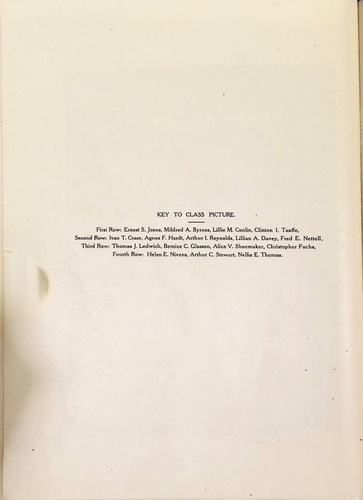 KEY TO CLASS PICTURE.
First Row: Ernest S. Jones, Mildred A. Byrnes, Lillie M. Conlin, Clinton I. Taaffe,
Second Row: Ivan T. Crase, Agnes F. Hardt, Arthur I. Reynolds, Lillian A. Davey, Fred E. Nettell,
Third Row: Thomas J. Ledwich, Bernice C. Glasson, Alice V. Shoemaker, Christopher Fuchs,
Fourth Row: Helen E. Nivens, Arthur C. Stewart, Nellie E. Thomas.